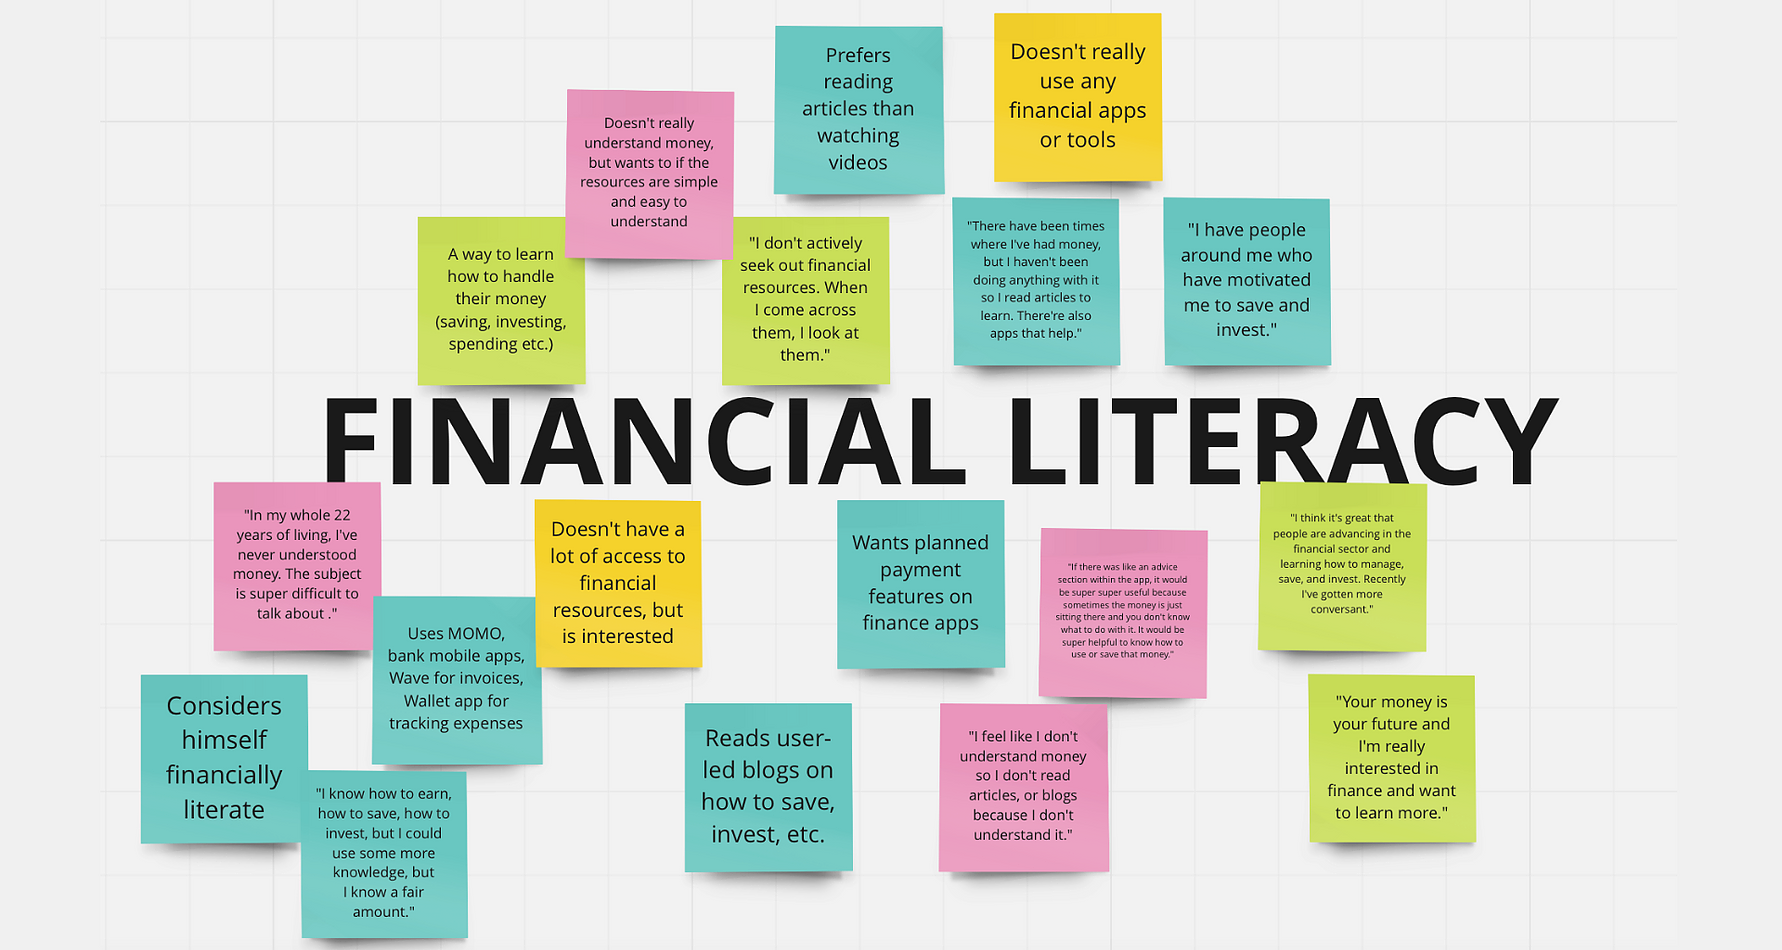 Prefers
reading
articles than
watching
videos
Doesn't really
use any
financial apps
or tools
Doesn't really
understand money,
but wants to if the
resources are simple
and easy to
understand
A way to learn
how to handle
their money
(saving, investing,
spending etc.)
"I don't actively
seek out financial
resources. When
I come across
them, I look at
them."
"There have been times
where I've had money,
but I haven't been
doing anything with it
so I read articles to
learn. There're also
apps that help."
"I have people
around me who
have motivated
me to save and
invest."
FINANCIAL LITERACY
"In my whole 22
years of living, I've
never understood
money. The subject
is super difficult to
talk about ."
Doesn't have a
lot of access to
financial
resources, but
is interested
Wants planned
payment
features on
finance apps
"If there was like an advice
section within the app, it would
be super super useful because
sometimes the money is just
sitting there and you don't know
what to do with it. It would be
super helpful to know how to
use or save that money."
"I think it's great that
people are advancing in the
financial sector and
learning how to manage,
save, and invest. Recently
I've gotten more
conversant."
Uses MOMO,
bank mobile apps,
Wave for invoices,
Wallet app for
tracking expenses
Considers
himself
financially
literate
"I know how to earn,
how to save, how to
invest, but I could
use some more
knowledge, but
I know a fair
amount."
Reads user-
led blogs on
how to save,
invest, etc.
"I feel like I don't
understand money
so I don't read
articles, or blogs
because I don't
understand it."
"Your money is
your future and
I'm really
interested in
finance and want
to learn more."